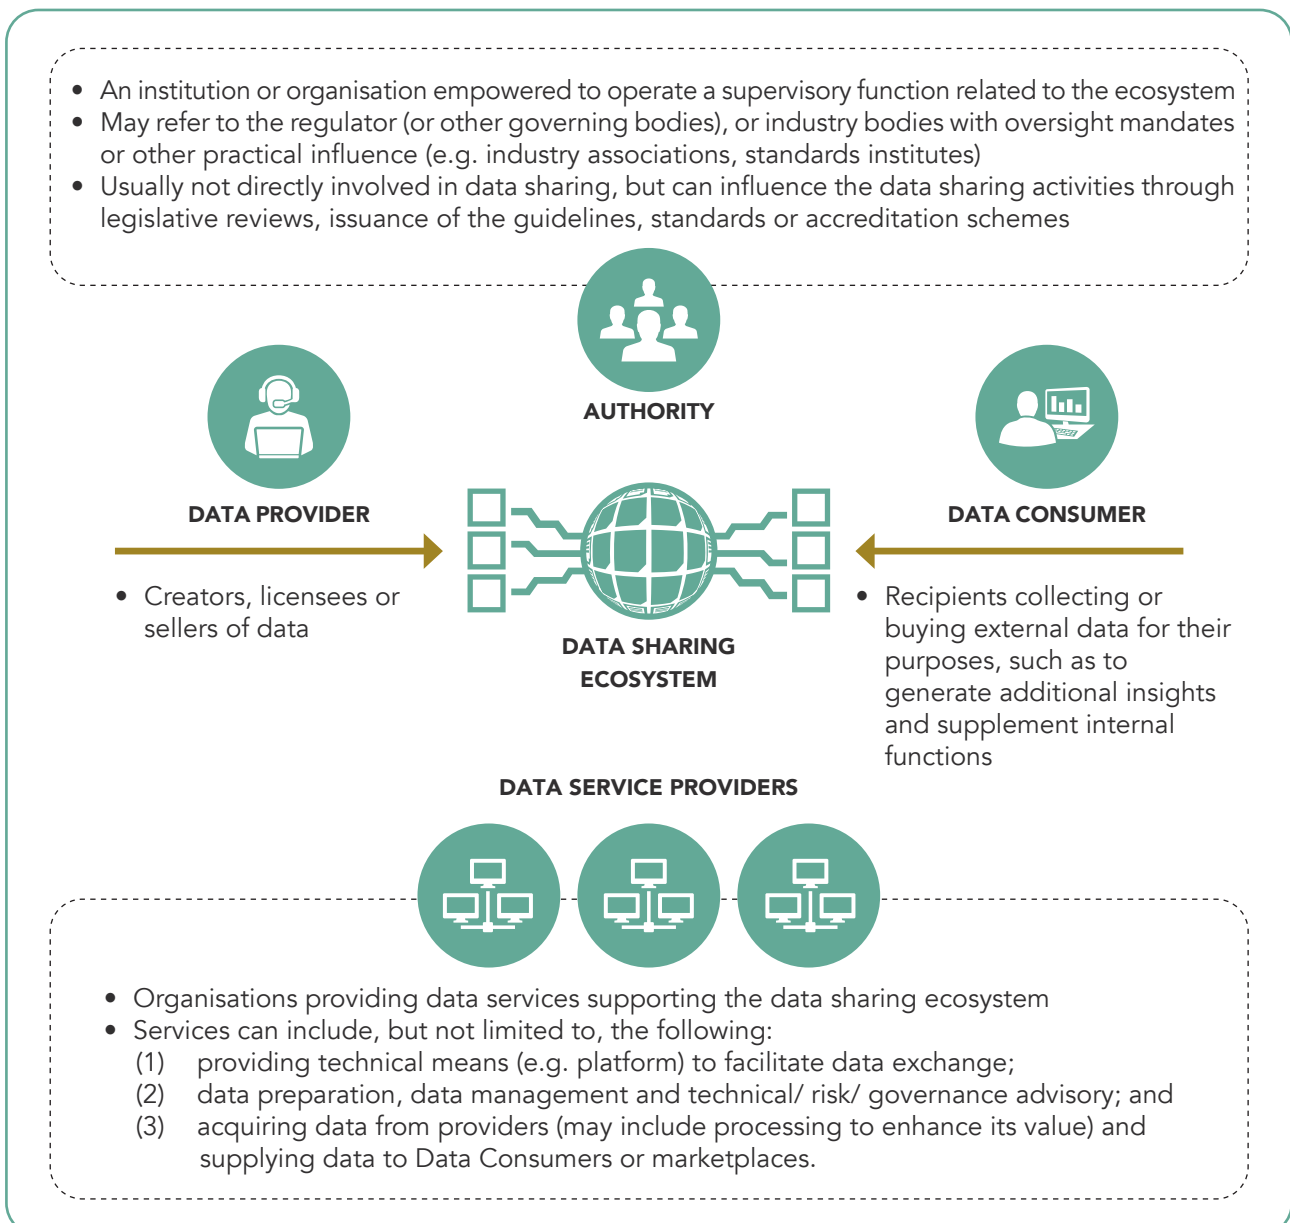 • An institution or organisation empowered to operate a supervisory function related to the ecosystem
• May refer to the regulator (or other governing bodies), or industry bodies with oversight mandates
or other practical influence (e.g. industry associations, standards institutes)
• Usually not directly involved in data sharing, but can influence the data sharing activities through
legislative reviews, issuance of the guidelines, standards or accreditation schemes
AUTHORITY
DATA PROVIDER
• Creators, licensees or
sellers of data
DATA SHARING
ECOSYSTEM
DATA CONSUMER
• Recipients collecting or
buying external data for their
purposes, such as to
generate additional insights
and supplement internal
functions
DATA SERVICE PROVIDERS
• Organisations providing data services supporting the data sharing ecosystem
• Services can include, but not limited to, the following:
(1) providing technical means (e.g. platform) to facilitate data exchange;
(2) data preparation, data management and technical/ risk/ governance advisory; and
(3) acquiring data from providers (may include processing to enhance its value) and
supplying data to Data Consumers or marketplaces.